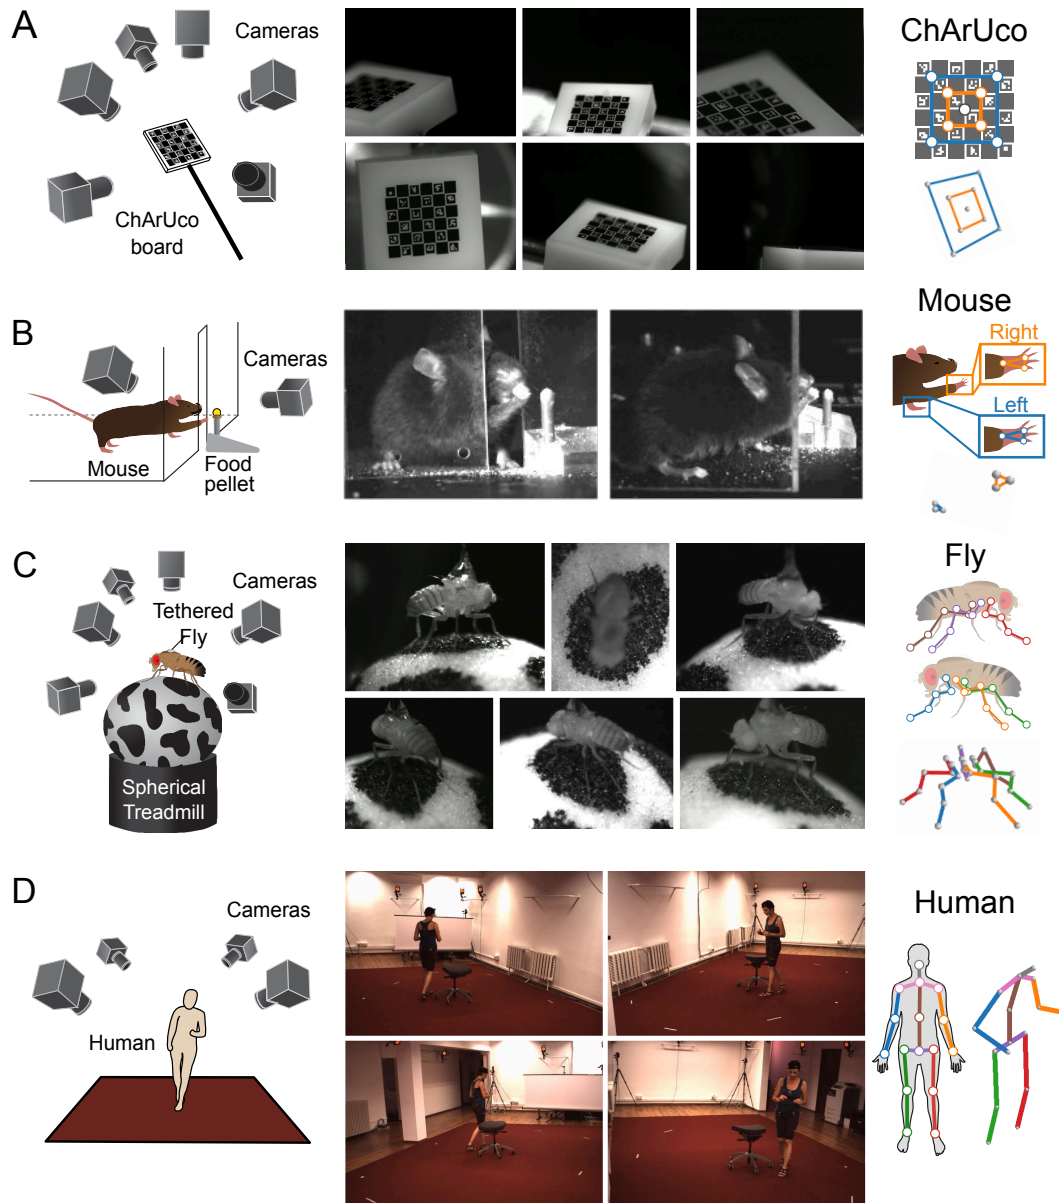 A
Cameras
ChArUco
board
ChArUco
B
Cameras
Mouse
Food
pellet
Mouse
Right
Left
C
Cameras
Tethered
Fly
Spherical
Treadmill
Fly
D
Cameras
Human
Human